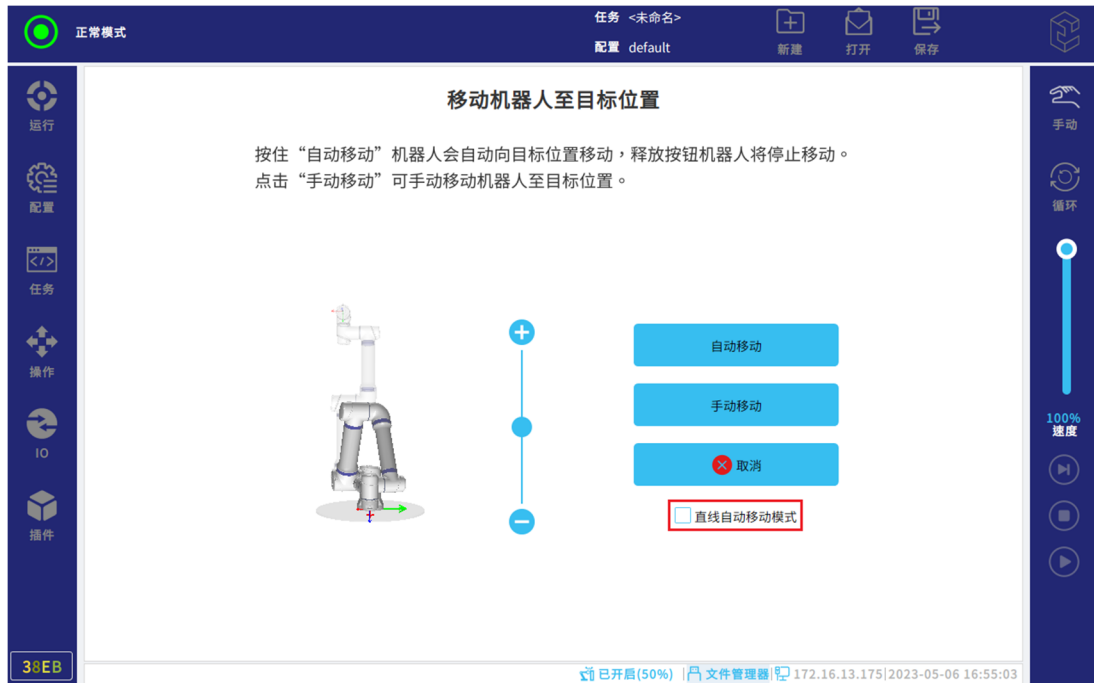 正常模式
任务 <未命名>
配置 default
新建
打开
保存
运行
配置
任务
操作
IO
插件
38EB
移动机器人至目标位置
按住“自动移动”机器人会自动向目标位置移动，释放按钮机器人将停止移动。
点击“手动移动”可手动移动机器人至目标位置。
自动移动
手动移动
取消
直线自动移动模式
手动
循环
100%
速度
已开启(50%) | 文件管理器 | 172.16.13.175|2023-05-06 16:55:03